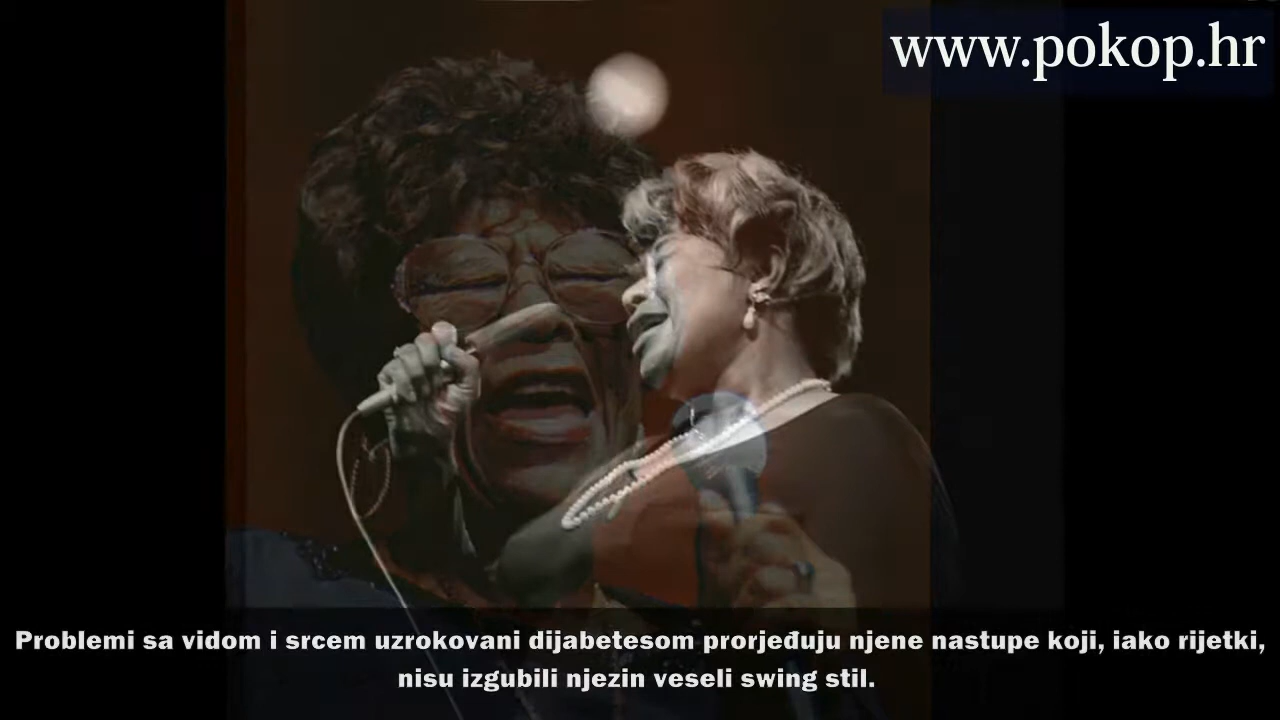 www.pokop.hr
Problemi sa vidom i srcem uzrokovani dijabetesom prorjeđuju njene nastupe koji, iako rijetki,
nisu izgubili njezin veseli swing stil.